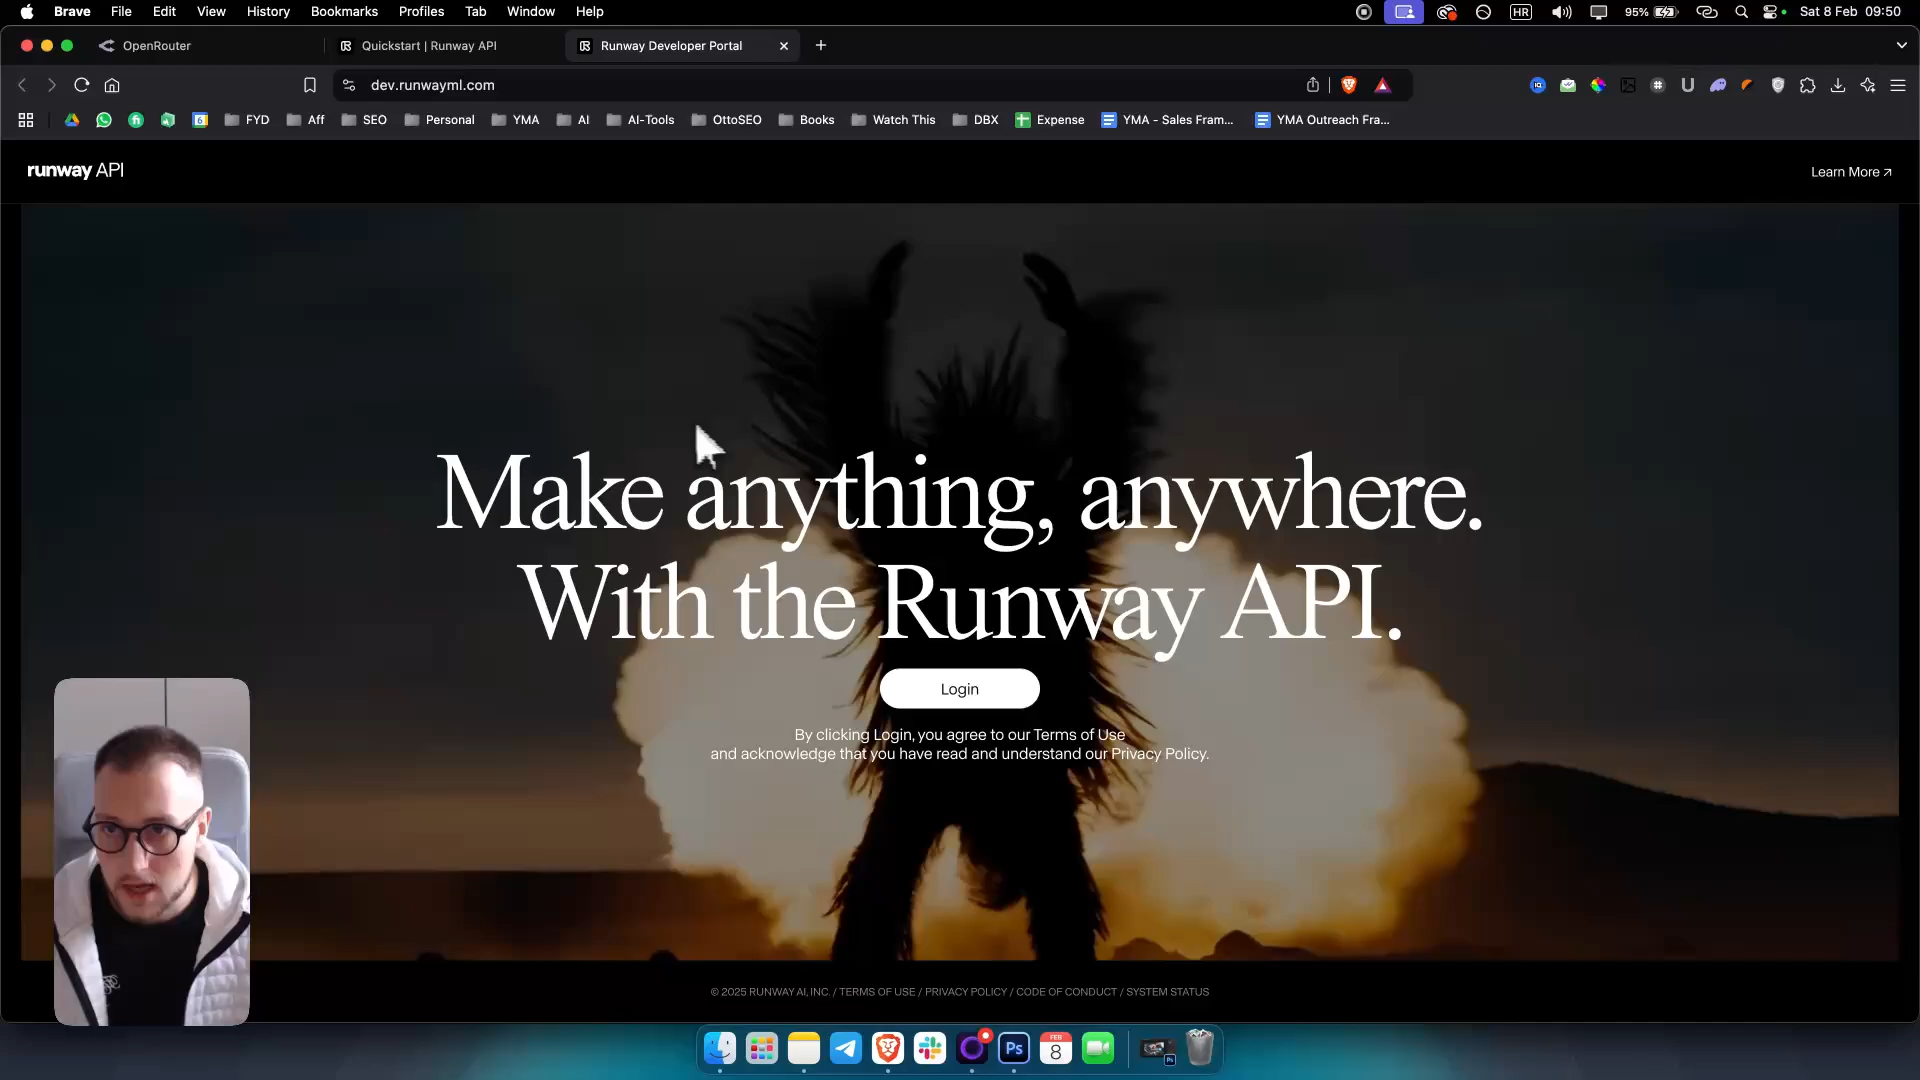 Brave File Edit View History Bookmarks Profiles Tab Window Help HR 95% Sat 8 Feb 09:50
OpenRouter Quickstart | Runway API Runway Developer Portal
dev.runwayml.com
FYD Aff SEO Personal YMA AI AI-Tools OttoSEO Books Watch This DBX Expense YMA - Sales Fram... YMA Outreach Fra...
runway API Learn More
Make anything, anywhere.
With the Runway API.
Login
By clicking Login, you agree to our Terms of Use
and acknowledge that you have read and understand our Privacy Policy.
© 2025 RUNWAY AI, INC. / TERMS OF USE / PRIVACY POLICY / CODE OF CONDUCT / SYSTEM STATUS
Ps FEB 8